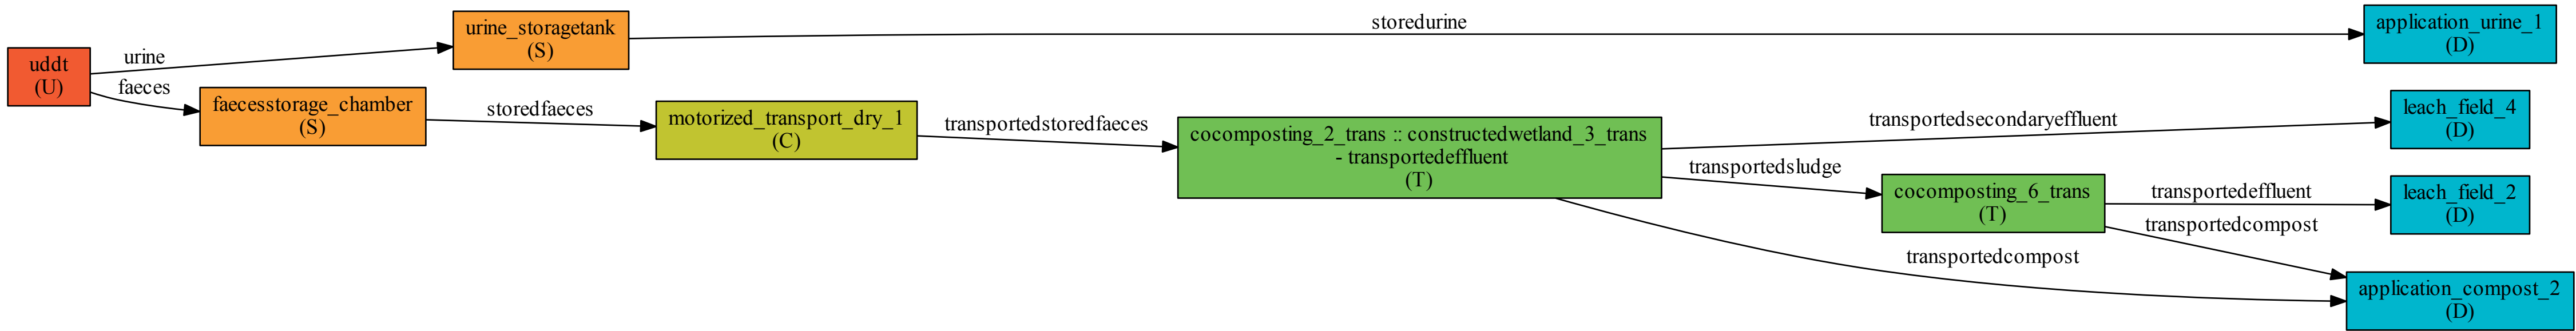 uddt
(U)
urine
faeces
urine_storagetank
(S)
storedurine
application_urine_1
(D)
faecesstorage_chamber
(S)
storedfaeces
motorized_transport_dry_1
(C)
transportedstoredfaeces
cocomposting_2_trans :: constructedwetland_3_trans
- transportedeffluent
(T)
transportedsecondaryeffluent
leach_field_4
(D)
transportedsludge
cocomposting_6_trans
(T)
transportedeffluent
leach_field_2
(D)
transportedcompost
transportedcompost
application_compost_2
(D)